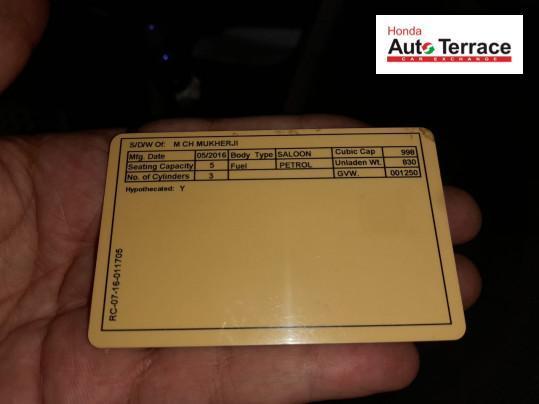 Honda
Auto Terrace
CAR EXCHANGE
S/D/W Of: M CH MUKHERJI
Mfg. Date 05/2016 Body Type SALOON Cubic Cap 998
Seating Capacity 5 Fuel PETROL Unladen Wt. 830
No. of Cylinders 3 GVW. 001250
Hypothecated: Y
RC-07-16-011705